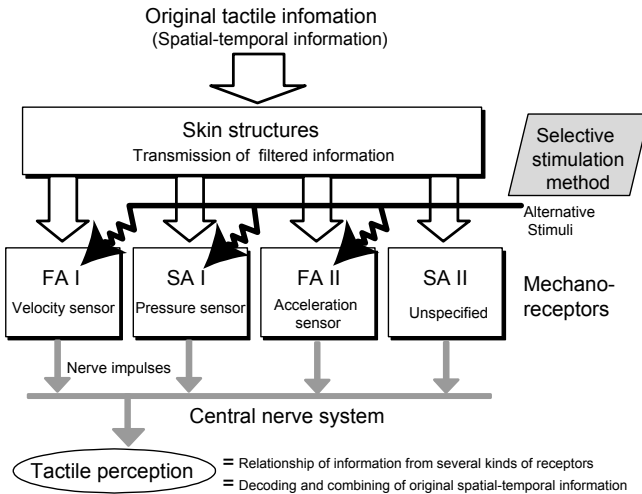 Original tactile infomation
(Spatial-temporal information)
Skin structures
Transmission of filtered information
Selective
stimulation
method
Alternative
Stimuli
FA I
Velocity sensor
SA I
Pressure sensor
FA II
Acceleration
sensor
SA II
Unspecified
Mechano-
receptors
Nerve impulses
Central nerve system
Tactile perception
= Relationship of information from several kinds of receptors
= Decoding and combining of original spatial-temporal information